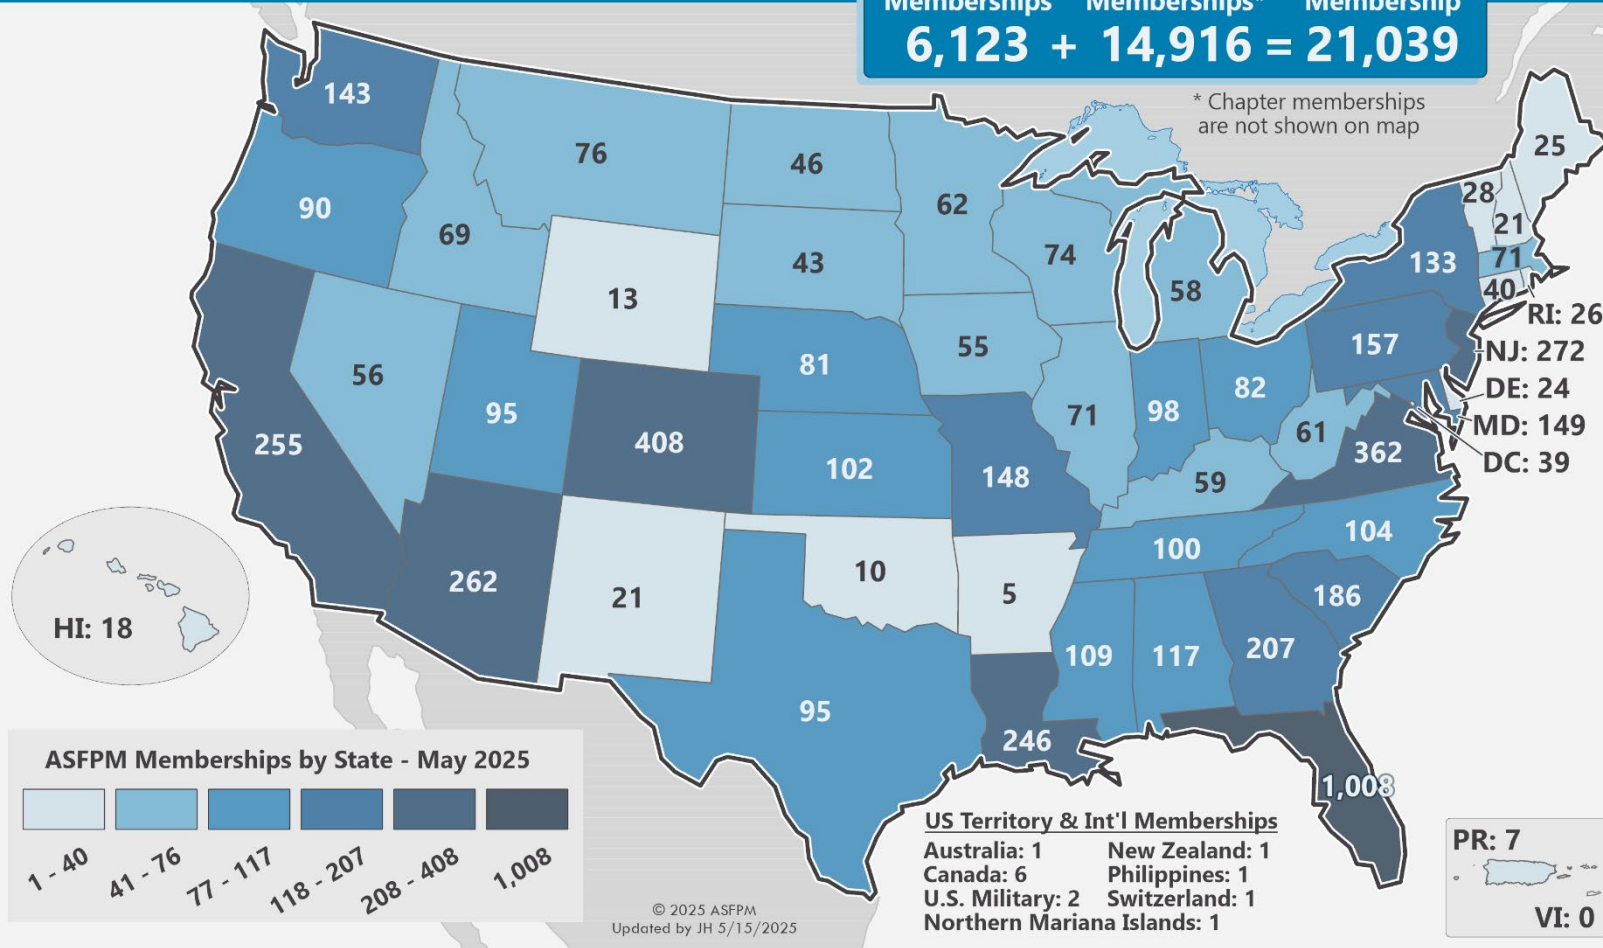 Memberships Memberships* Membership
6,123 + 14,916 = 21,039
* Chapter memberships
are not shown on map
143
76
46
62
25
90
69
28
21
74
43
133
71
13
58
40
RI: 26
55
157
NJ: 272
56
81
82
DE: 24
95
71
98
MD: 149
255
408
61
362
102
DC: 39
148
59
104
100
262
10
5
186
21
HI: 18
207
109
117
95
246
1,008
ASFPM Memberships by State - May 2025
1 - 40
41 - 76
77 - 117
118 - 207
208 - 408
1,008
US Territory & Int'l Memberships
Australia: 1 New Zealand: 1
Canada: 6 Philippines: 1
U.S. Military: 2 Switzerland: 1
Northern Mariana Islands: 1
© 2025 ASFPM
Updated by JH 5/15/2025
PR: 7
VI: 0